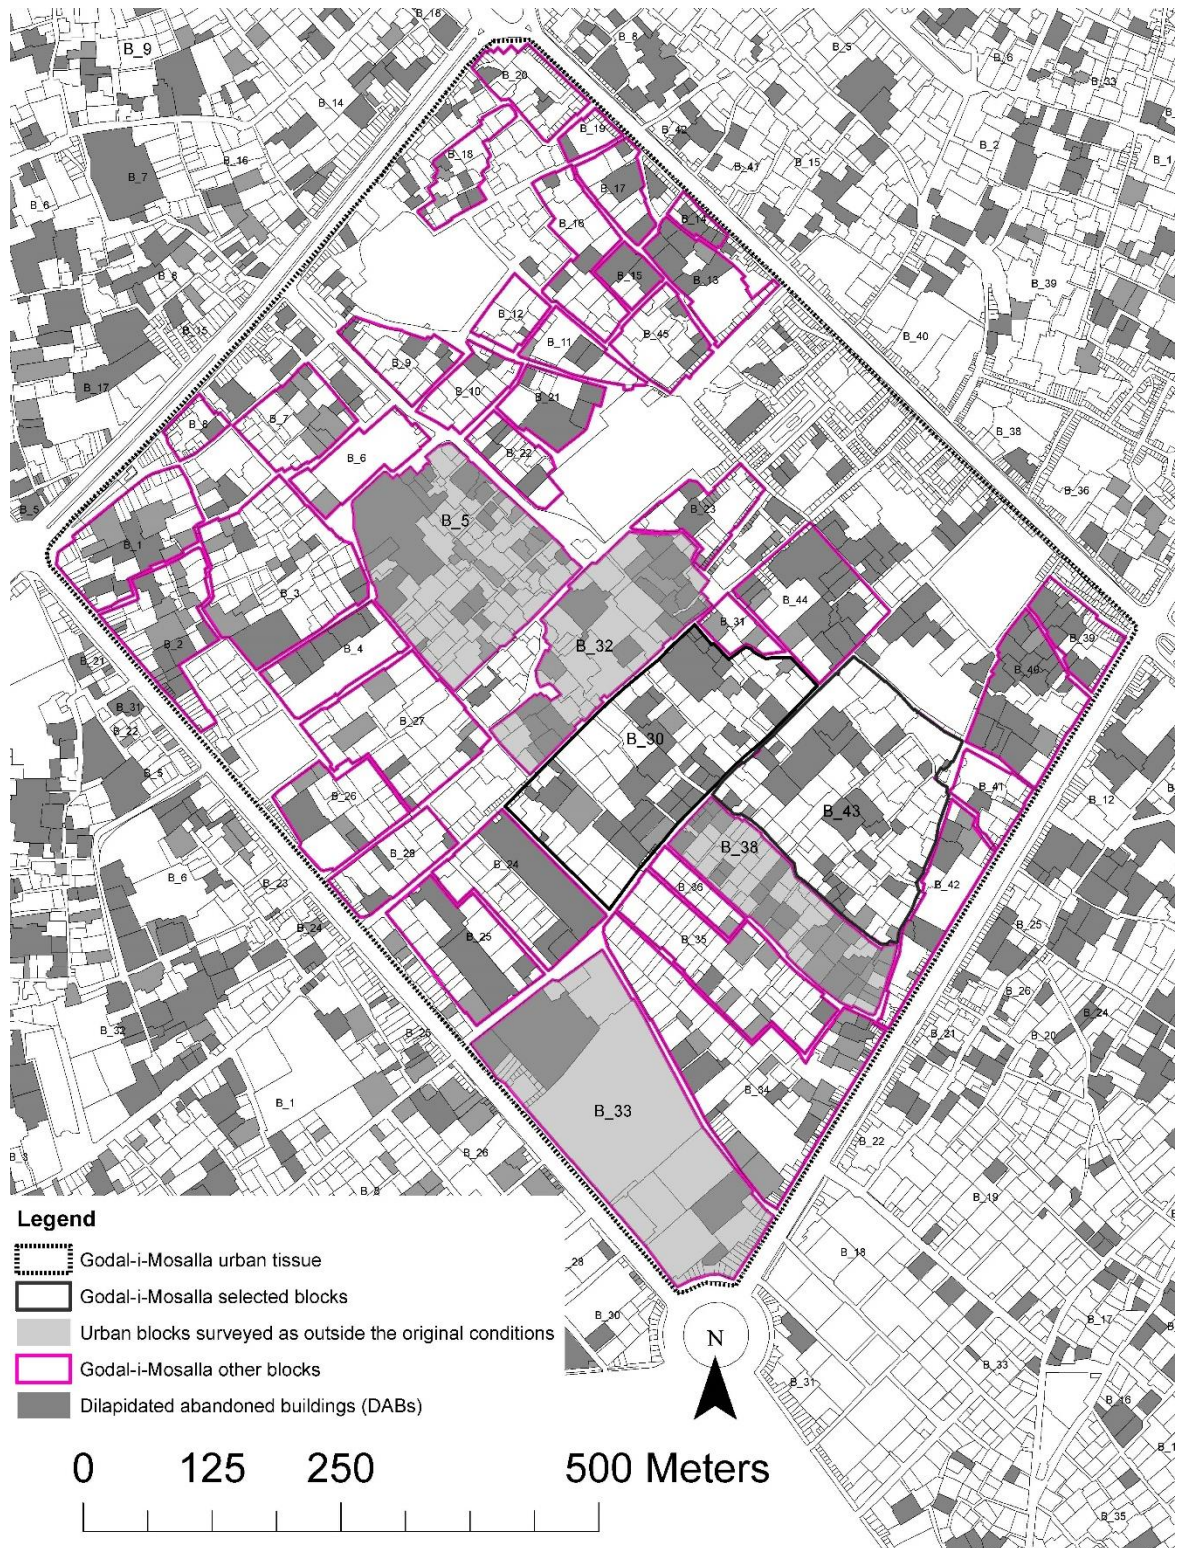 B_18
B_9
B_8
B_5
B_6
B_33
B_20
B_14
B_19
B_42
B_2
B_18
B_16
B_41
B_15
B_1
B_7
B_17
B_6
B_16
B_14
B_8
B_15
B_13
B_39
B_15
B_12
B_45
B_40
B_11
B_9
B_17
B_10
B_21
B_8
B_7
B_38
B_6
B_22
B_36
B_5
B_23
B_5
B_1
B_3
B_44
B_2
B_4
B_31
B_39
B_32
B_21
B_40
B_31
B_27
B_22
B_30
B_5
B_41
B_26
B_12
B_43
B_38
B_28
B_24
B_36
B_6
B_23
B_42
B_24
B_25
B_35
B_25
B_26
B_24
B_32
B_25
B_21
B_20
B_34
B_1
B_33
B_22
B_3
B_26
B_8
B_19
B_18
Legend
Godal-i-Mosalla urban tissue
Godal-i-Mosalla selected blocks
Urban blocks surveyed as outside the original conditions
Godal-i-Mosalla other blocks
Dilapidated abandoned buildings (DABs)
_28
B_30
N
B_17
B_33
B_31
B_16
B_1
B_35
0 125 250 500 Meters